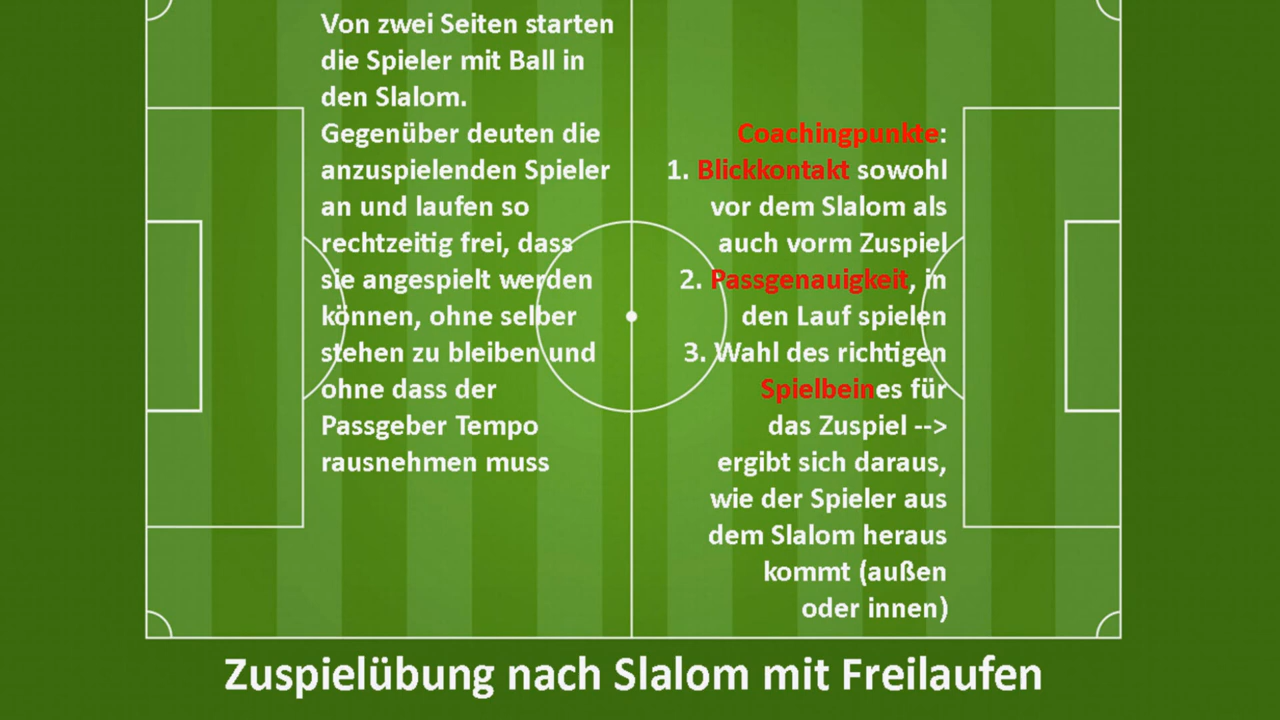 Von zwei Seiten starten
die Spieler mit Ball in
den Slalom.
Gegenüber deuten die
anzuspielenden Spieler
an und laufen so
rechtzeitig frei, dass
sie angespielt werden
können, ohne selber
stehen zu bleiben und
ohne dass der
Passgeber Tempo
rausnehmen muss
Coachingpunkte:
1. Blickkontakt sowohl
vor dem Slalom als
auch vorm Zuspiel
2. Passgenauigkeit, in
den Lauf spielen
3. Wahl des richtigen
Spielbeines für
das Zuspiel -->
ergibt sich daraus,
wie der Spieler aus
dem Slalom heraus
kommt (außen
oder innen)
Zuspielübung nach Slalom mit Freilaufen